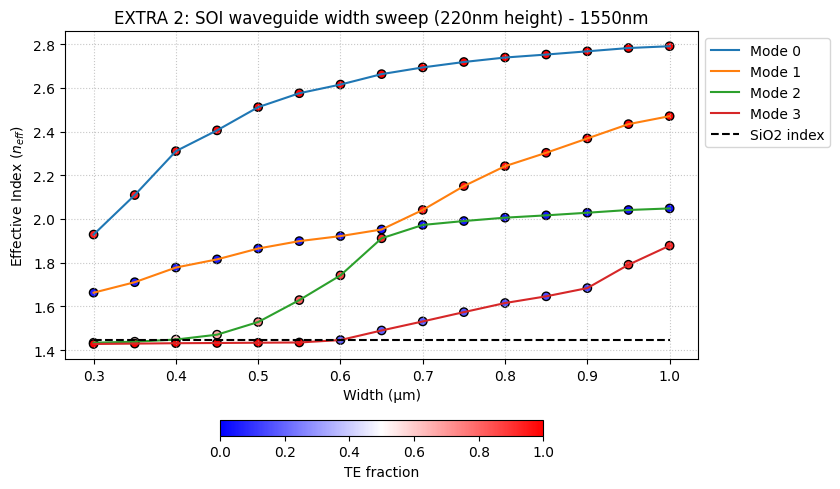 EXTRA 2: SOI waveguide width sweep (220nm height) - 1550nm
Effective Index (n_eff)
2.8
2.6
2.4
2.2
2.0
1.8
1.6
1.4
0.3 0.4 0.5 0.6 0.7 0.8 0.9 1.0
Width (μm)
Mode 0
Mode 1
Mode 2
Mode 3
SiO2 index
0.0 0.2 0.4 0.6 0.8 1.0
TE fraction